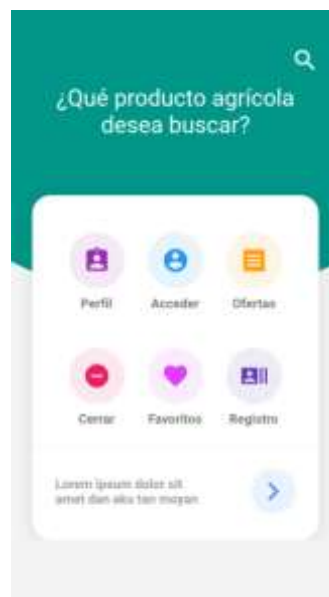 ¿Qué producto agrícola
desea buscar?
Perfil Acceder Ofertas
Cerrar Favoritos Registro
Lorem ipsum dolor sit
amet dan aku tan moyan